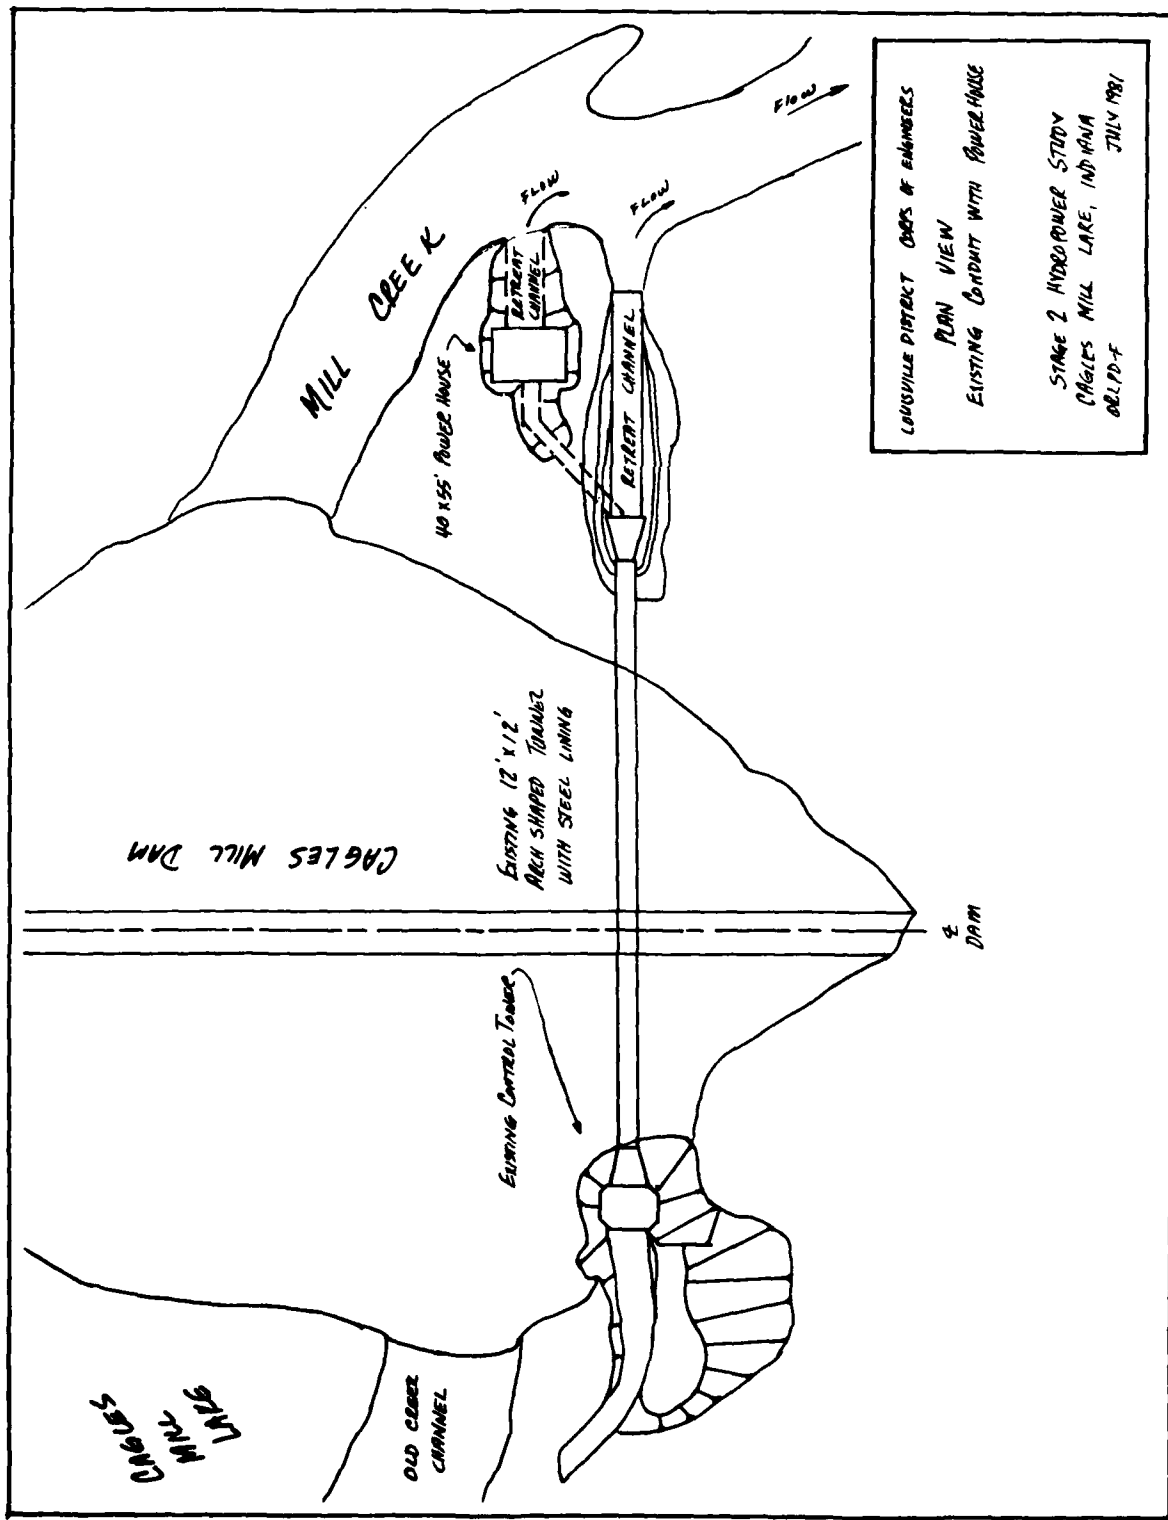 CAGLES
MILL
LAKE
OLD CREEK
CHANNEL
EXISTING CONTROL TOWER
CAGLES MILL DAM
EXISTING 12' x 12'
ARCH SHAPED TUNNEL
WITH STEEL LINING
℄
DAM
MILL CREEK
40 x 55' POWER HOUSE
RETREAT
CHANNEL
RETREAT CHANNEL
FLOW
FLOW
FLOW
LOUISVILLE DISTRICT CORPS OF ENGINEERS
PLAN VIEW
EXISTING CONDUIT WITH POWER HOUSE
STAGE 2 HYDROPOWER STUDY
CAGLES MILL LAKE, INDIANA
ORLPD-F JULY 1981